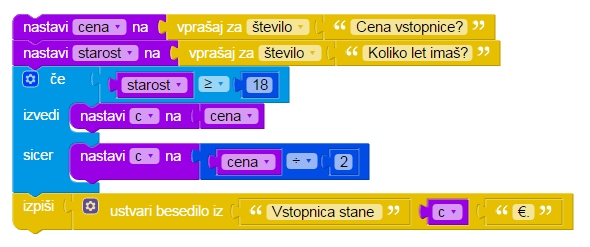 nastavi cena na vprašaj za število “ Cena vstopnice? ”
nastavi starost na vprašaj za število “ Koliko let imaš? ”
če starost ≥ 18
izvedi nastavi c na cena
sicer nastavi c na cena ÷ 2
izpiši ustvari besedilo iz “ Vstopnica stane ” c “ €. ”